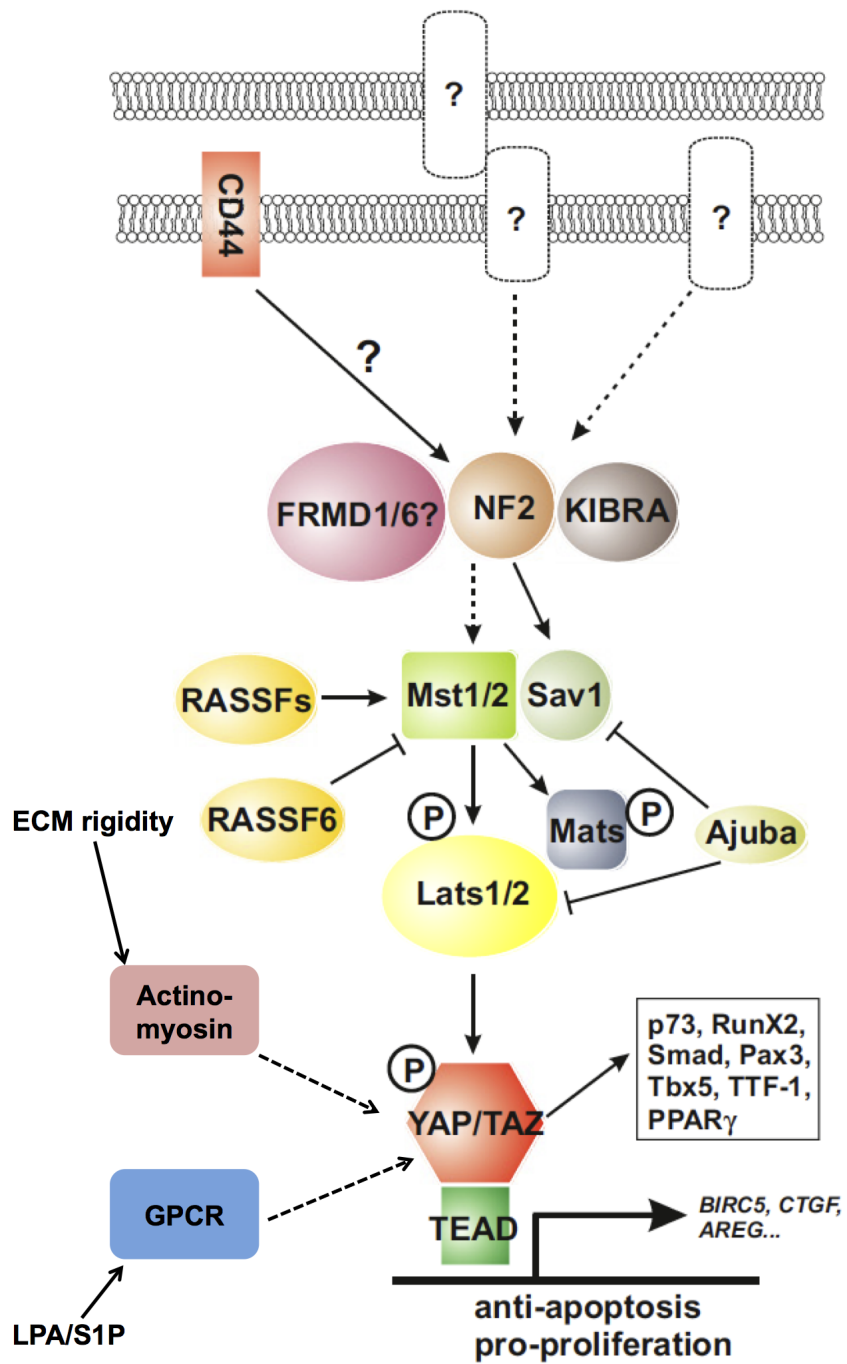 ?
CD44
?
?
?
FRMD1/6?
NF2
KIBRA
RASSFs
Mst1/2
Sav1
RASSF6
P
Mats
P
Ajuba
ECM rigidity
Lats1/2
Actino-
myosin
P
YAP/TAZ
p73, RunX2,
Smad, Pax3,
Tbx5, TTF-1,
PPARγ
GPCR
TEAD
BIRC5, CTGF,
AREG...
LPA/S1P
anti-apoptosis
pro-proliferation